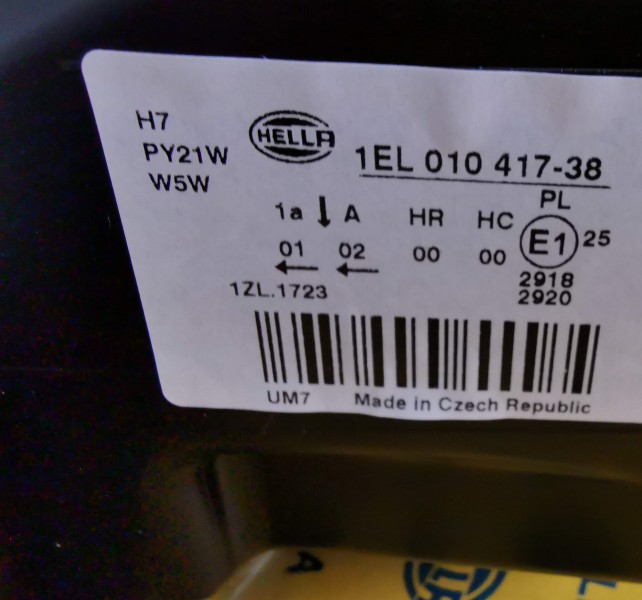 H7
PY21W
W5W
HELLA
1EL 010 417-38
PL
1a ↓ A HR HC E1 25
01 02 00 00
← ←
2918
1ZL.1723
2920
UM7 Made in Czech Republic
A